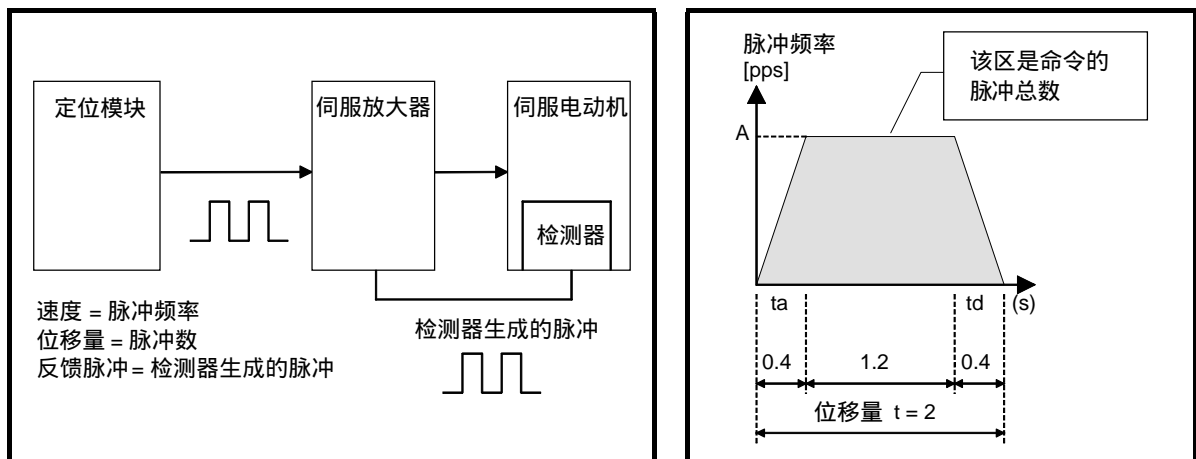 定位模块
伺服放大器
伺服电动机
检测器
速度 = 脉冲频率
位移量 = 脉冲数
反馈脉冲 = 检测器生成的脉冲
检测器生成的脉冲
脉冲频率
[pps]
该区是命令的
脉冲总数
A
ta
td
(s)
0.4
1.2
0.4
位移量 t = 2